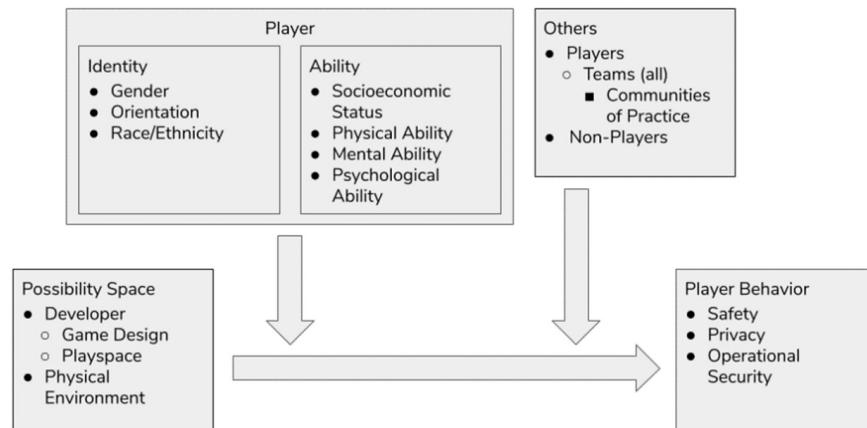 Player
Identity
● Gender
● Orientation
● Race/Ethnicity
Ability
● Socioeconomic
Status
● Physical Ability
● Mental Ability
● Psychological
Ability
Others
● Players
○ Teams (all)
■ Communities
of Practice
● Non-Players
Possibility Space
● Developer
○ Game Design
○ Playspace
● Physical
Environment
Player Behavior
● Safety
● Privacy
● Operational
Security